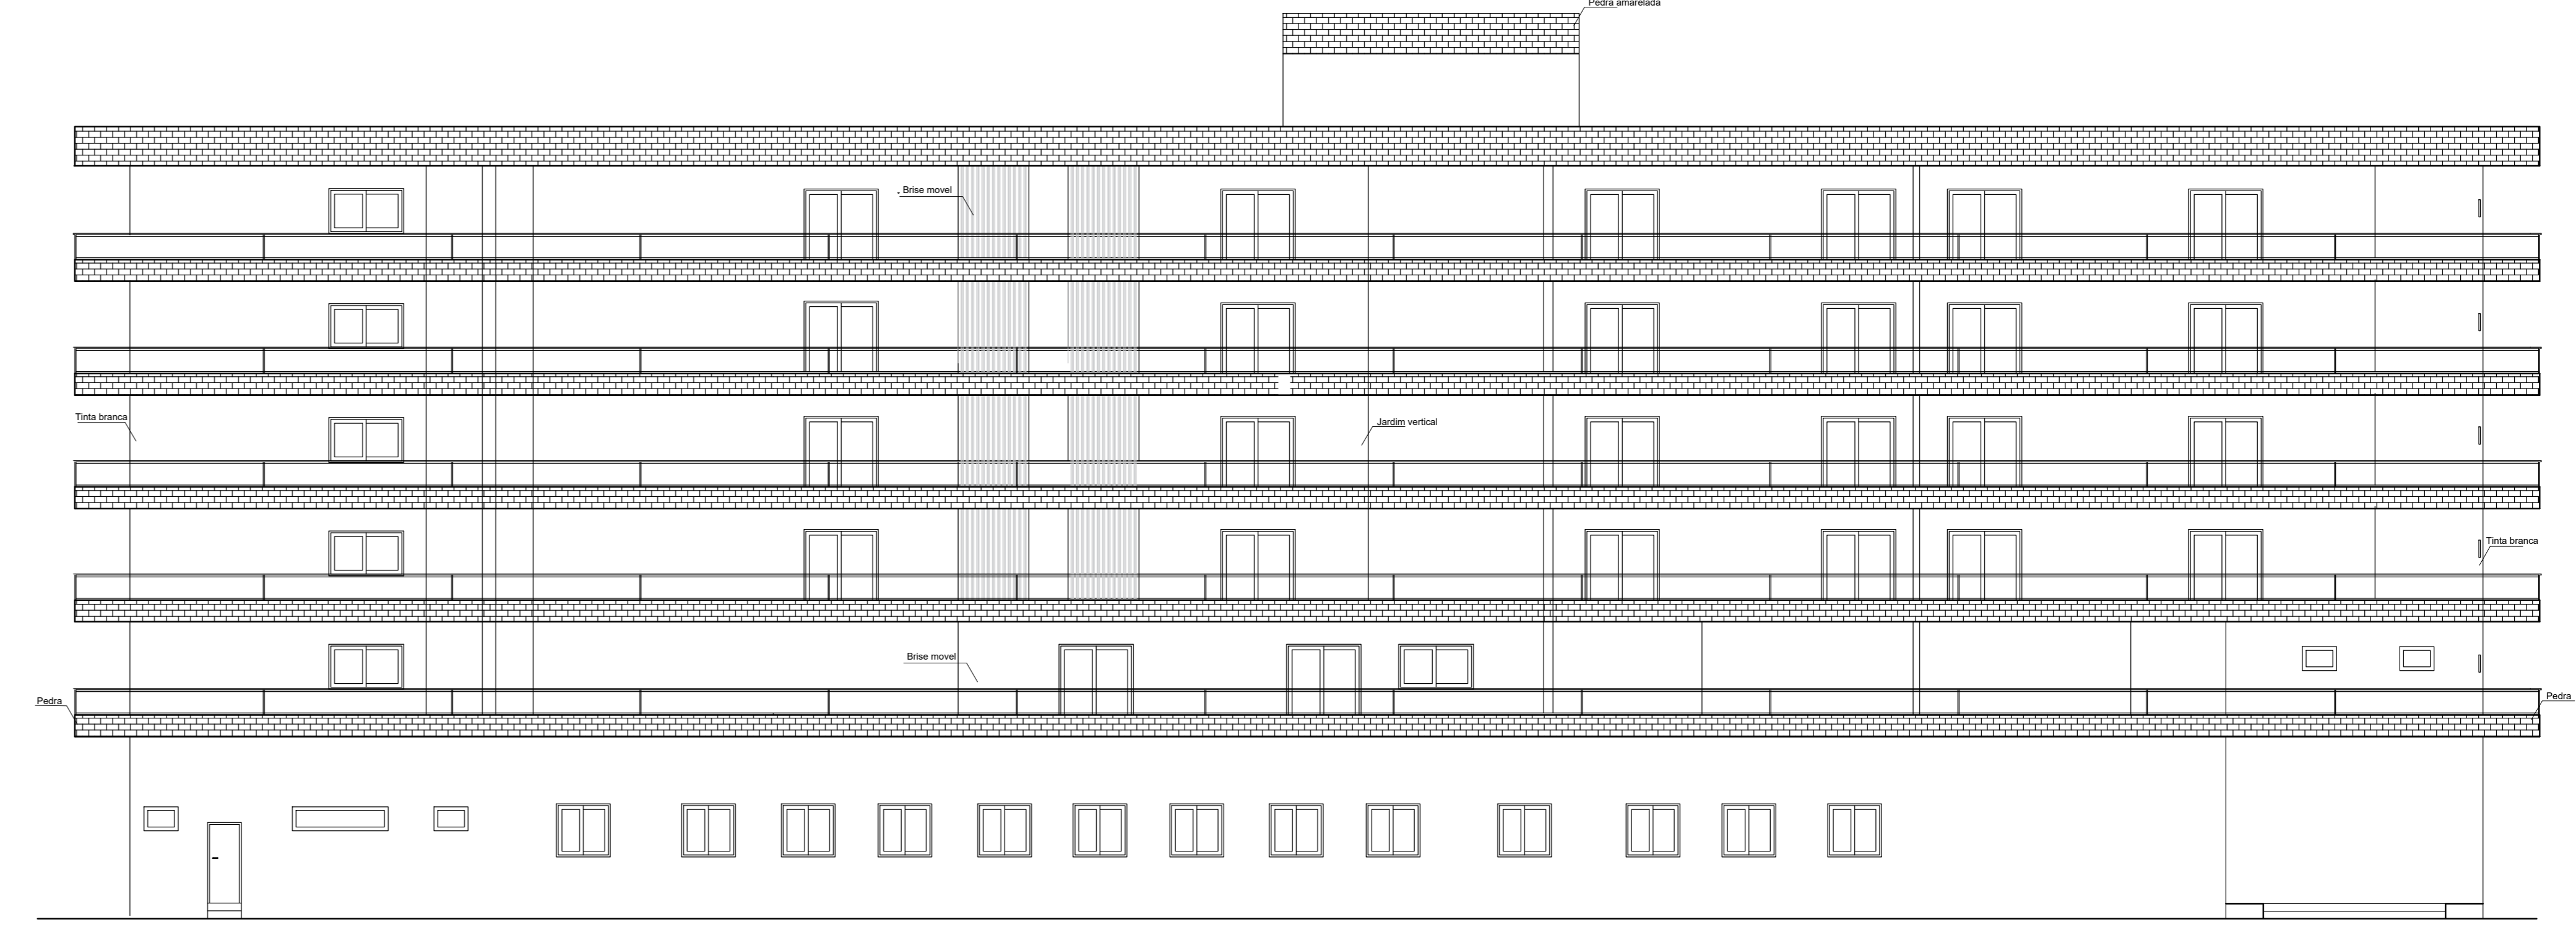 Pedra amarelada
Brise movel
Tinta branca
Jardim vertical
Tinta branca
Brise movel
Pedra
Pedra